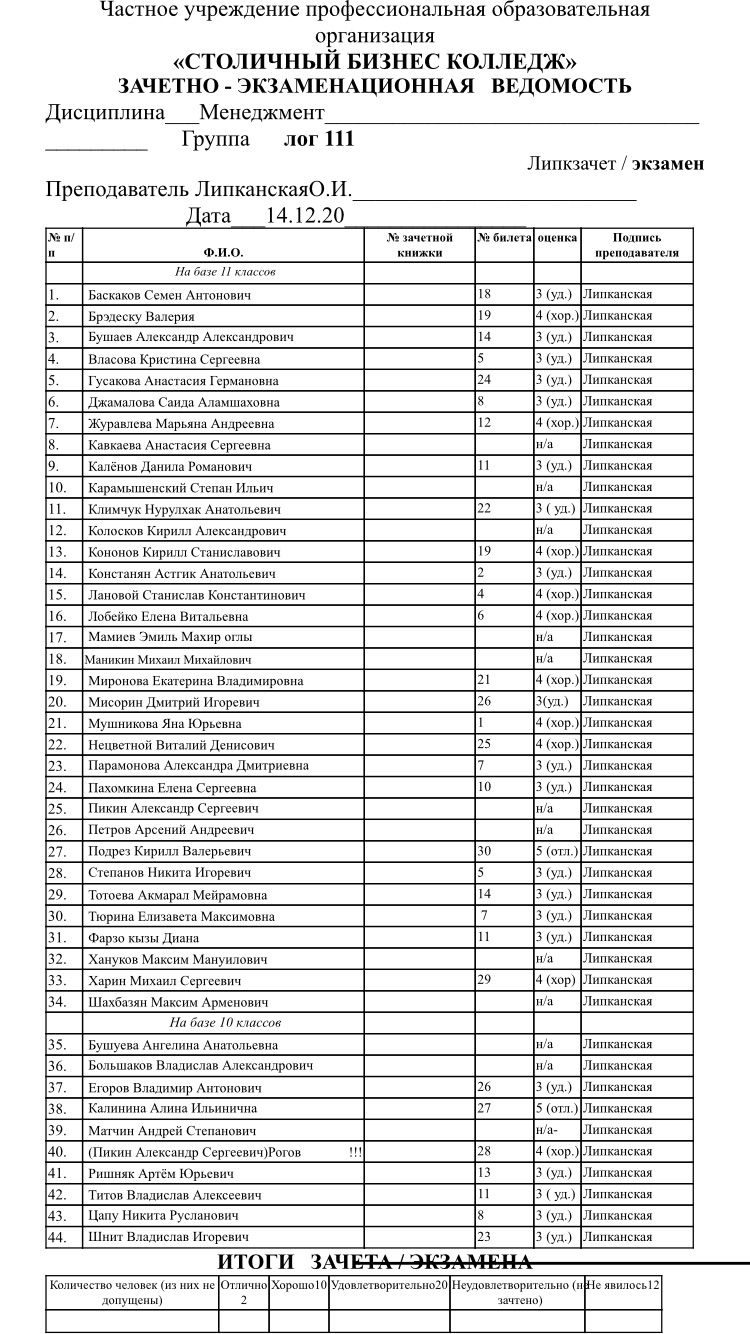 Частное учреждение профессиональная образовательная
организация
«СТОЛИЧНЫЙ БИЗНЕС КОЛЛЕДЖ»
ЗАЧЕТНО - ЭКЗАМЕНАЦИОННАЯ ВЕДОМОСТЬ
Дисциплина___Менеджмент_________________________________
_________ Группа лог 111
Липкзачет / экзамен
Преподаватель ЛипканскаяО.И._________________________
Дата___14.12.20________________
№ п/п Ф.И.О. № зачетной книжки № билета оценка Подпись преподавателя
На базе 11 классов
1. Баскаков Семен Антонович 18 3 (уд.) Липканская
2. Брэдеску Валерия 19 4 (хор.) Липканская
3. Бушаев Александр Александрович 14 3 (уд.) Липканская
4. Власова Кристина Сергеевна 5 3 (уд.) Липканская
5. Гусакова Анастасия Германовна 24 3 (уд.) Липканская
6. Джамалова Саида Аламшаховна 8 3 (уд.) Липканская
7. Журавлева Марьяна Андреевна 12 4 (хор.) Липканская
8. Кавкаева Анастасия Сергеевна н/а Липканская
9. Калёнов Данила Романович 11 3 (уд.) Липканская
10. Карамышенский Степан Ильич н/а Липканская
11. Климчук Нурулхак Анатольевич 22 3 ( уд.) Липканская
12. Колосков Кирилл Александрович н/а Липканская
13. Кононов Кирилл Станиславович 19 4 (хор.) Липканская
14. Констанян Астгик Анатольевич 2 3 (уд.) Липканская
15. Лановой Станислав Константинович 4 4 (хор.) Липканская
16. Лобейко Елена Витальевна 6 4 (хор.) Липканская
17. Мамиев Эмиль Махир оглы н/а Липканская
18. Маникин Михаил Михайлович н/а Липканская
19. Миронова Екатерина Владимировна 21 4 (хор.) Липканская
20. Мисорин Дмитрий Игоревич 26 3(уд.) Липканская
21. Мушникова Яна Юрьевна 1 4 (хор.) Липканская
22. Нецветной Виталий Денисович 25 4 (хор.) Липканская
23. Парамонова Александра Дмитриевна 7 3 (уд.) Липканская
24. Пахомкина Елена Сергеевна 10 3 (уд.) Липканская
25. Пикин Александр Сергеевич н/а Липканская
26. Петров Арсений Андреевич н/а Липканская
27. Подрез Кирилл Валерьевич 30 5 (отл.) Липканская
28. Степанов Никита Игоревич 5 3 (уд.) Липканская
29. Тотоева Акмарал Мейрамовна 14 3 (уд.) Липканская
30. Тюрина Елизавета Максимовна 7 3 (уд.) Липканская
31. Фарзо кызы Диана 11 3 (уд.) Липканская
32. Хануков Максим Мануилович н/а Липканская
33. Харин Михаил Сергеевич 29 4 (хор) Липканская
34. Шахбазян Максим Арменович н/а Липканская
На базе 10 классов
35. Бушуева Ангелина Анатольевна н/а Липканская
36. Большаков Владислав Александрович н/а Липканская
37. Егоров Владимир Антонович 26 3 (уд.) Липканская
38. Калинина Алина Ильинична 27 5 (отл.) Липканская
39. Матчин Андрей Степанович н/а- Липканская
40. (Пикин Александр Сергеевич)Рогов !!! 28 4 (хор.) Липканская
41. Ришняк Артём Юрьевич 13 3 (уд.) Липканская
42. Титов Владислав Алексеевич 11 3 ( уд.) Липканская
43. Цапу Никита Русланович 8 3 (уд.) Липканская
44. Шнит Владислав Игоревич 23 3 (уд.) Липканская
ИТОГИ ЗАЧЕТА / ЭКЗАМЕНА
Количество человек (из них не допущены) Отлично 2 Хорошо10 Удовлетворительно20 Неудовлетворительно (не зачтено) Не явилось12